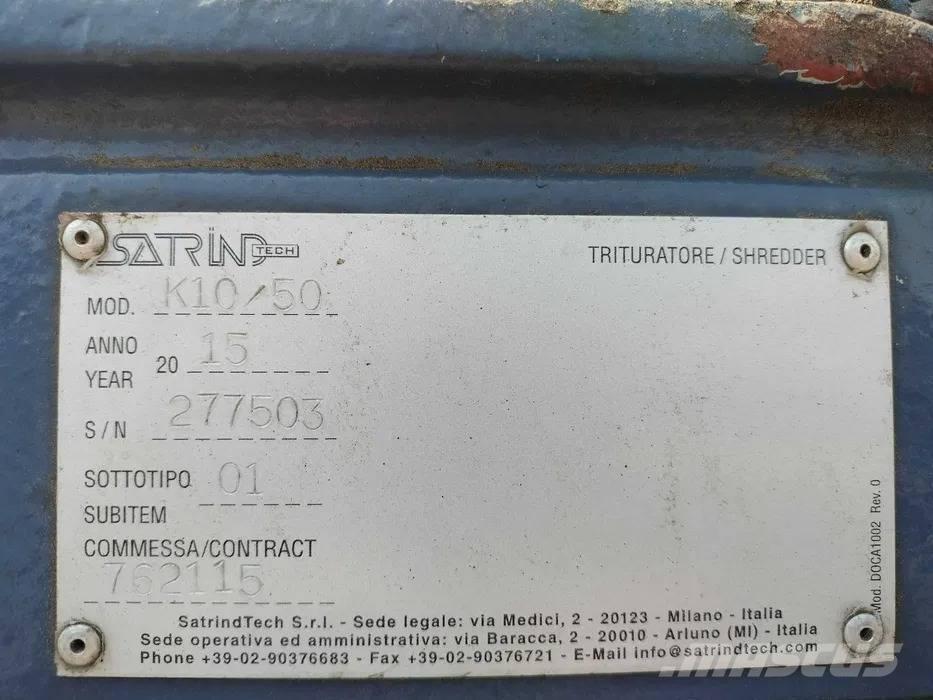 SATRIND TECH
TRITURATORE / SHREDDER
MOD. K10/50
ANNO
YEAR 20 15
S/N 277503
SOTTOTIPO 01
SUBITEM
COMMESSA/CONTRACT
762115
SatrindTech S.r.l. - Sede legale: via Medici, 2 - 20123 - Milano - Italia
Sede operativa ed amministrativa: via Baracca, 2 - 20010 - Arluno (MI) - Italia
Phone +39-02-90376683 - Fax +39-02-90376721 - E-Mail info@satrindtech.com
Mod. DOCA1002 Rev. 0
MASCUS